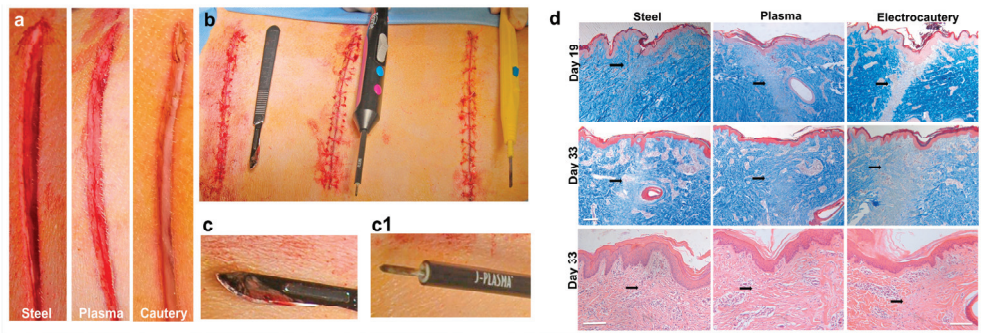 a
Steel
Plasma
Cautery
b
c
c1
J-PLASMA
d
Steel
Plasma
Electrocautery
Day 19
Day 33
Day 33